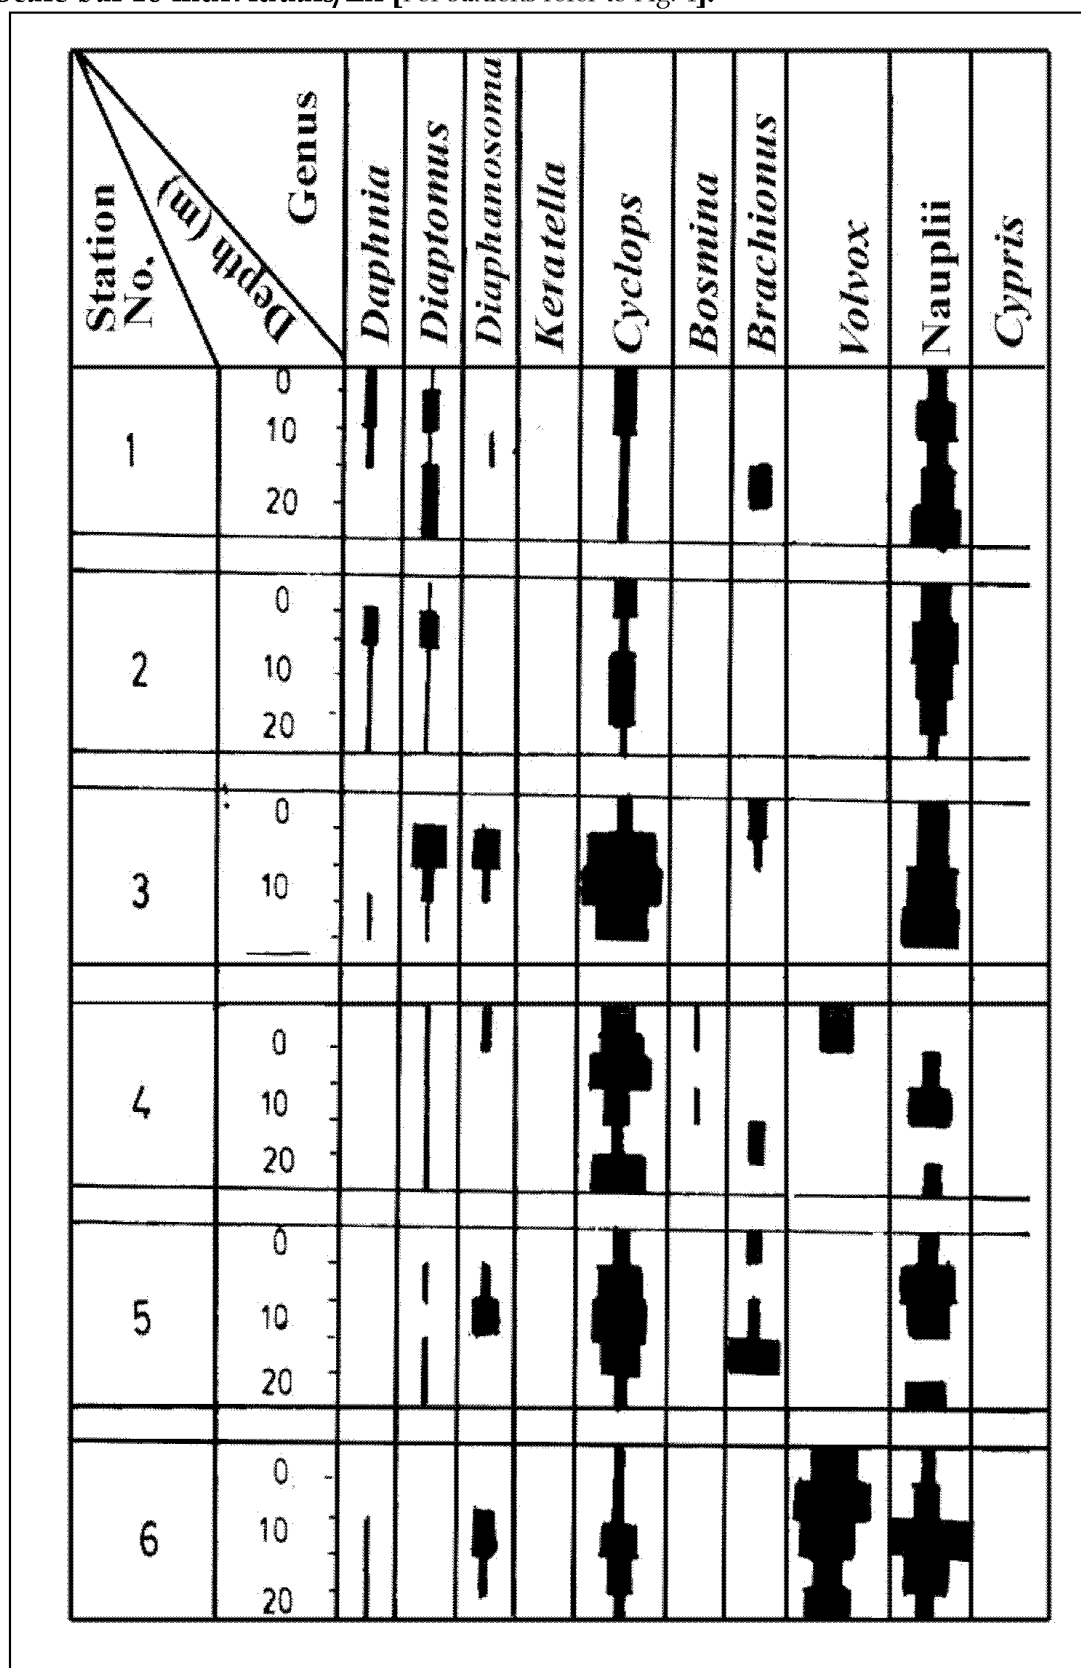 Station No.
Depth (m)
Genus
Daphnia
Diaptomus
Diaphanosoma
Keratella
Cyclops
Bosmina
Brachionus
Volvox
Nauplii
Cypris
1
0
10
20
2
0
10
20
3
0
10
4
0
10
20
5
0
10
20
6
0
10
20